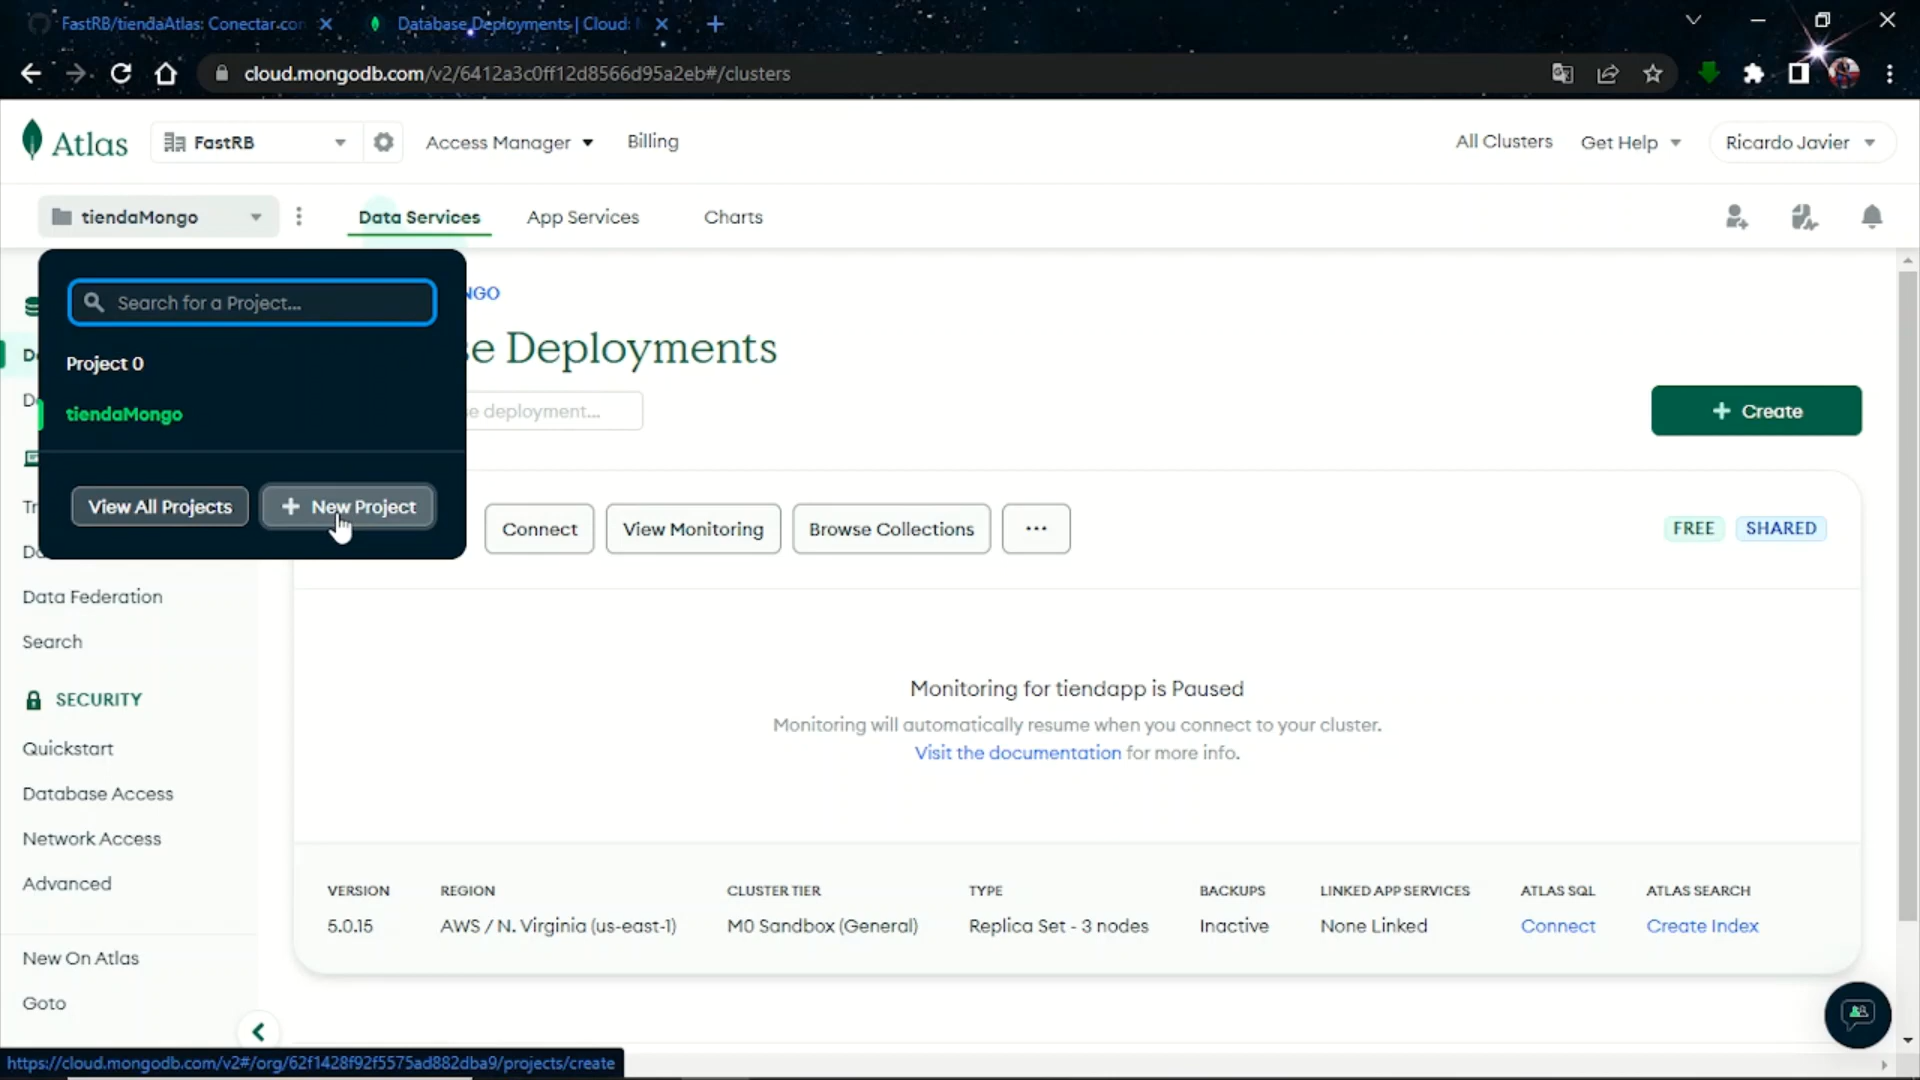 FastRB/tiendaAtlas: Conectar con
Database Deployments | Cloud:
cloud.mongodb.com/v2/6412a3c0ff12d8566d95a2eb#/clusters
Atlas
FastRB
Access Manager
Billing
All Clusters
Get Help
Ricardo Javier
tiendaMongo
Data Services
App Services
Charts
Search for a Project...
NGO
Project 0
se Deployments
tiendaMongo
se deployment...
+ Create
View All Projects
+ New Project
Connect
View Monitoring
Browse Collections
...
FREE
SHARED
Data Federation
Search
Monitoring for tiendapp is Paused
Monitoring will automatically resume when you connect to your cluster.
Visit the documentation for more info.
SECURITY
Quickstart
Database Access
Network Access
Advanced
VERSION
REGION
CLUSTER TIER
TYPE
BACKUPS
LINKED APP SERVICES
ATLAS SQL
ATLAS SEARCH
5.0.15
AWS / N. Virginia (us-east-1)
M0 Sandbox (General)
Replica Set - 3 nodes
Inactive
None Linked
Connect
Create Index
New On Atlas
Goto
https://cloud.mongodb.com/v2#/org/62f1428f92f5575ad882dba9/projects/create